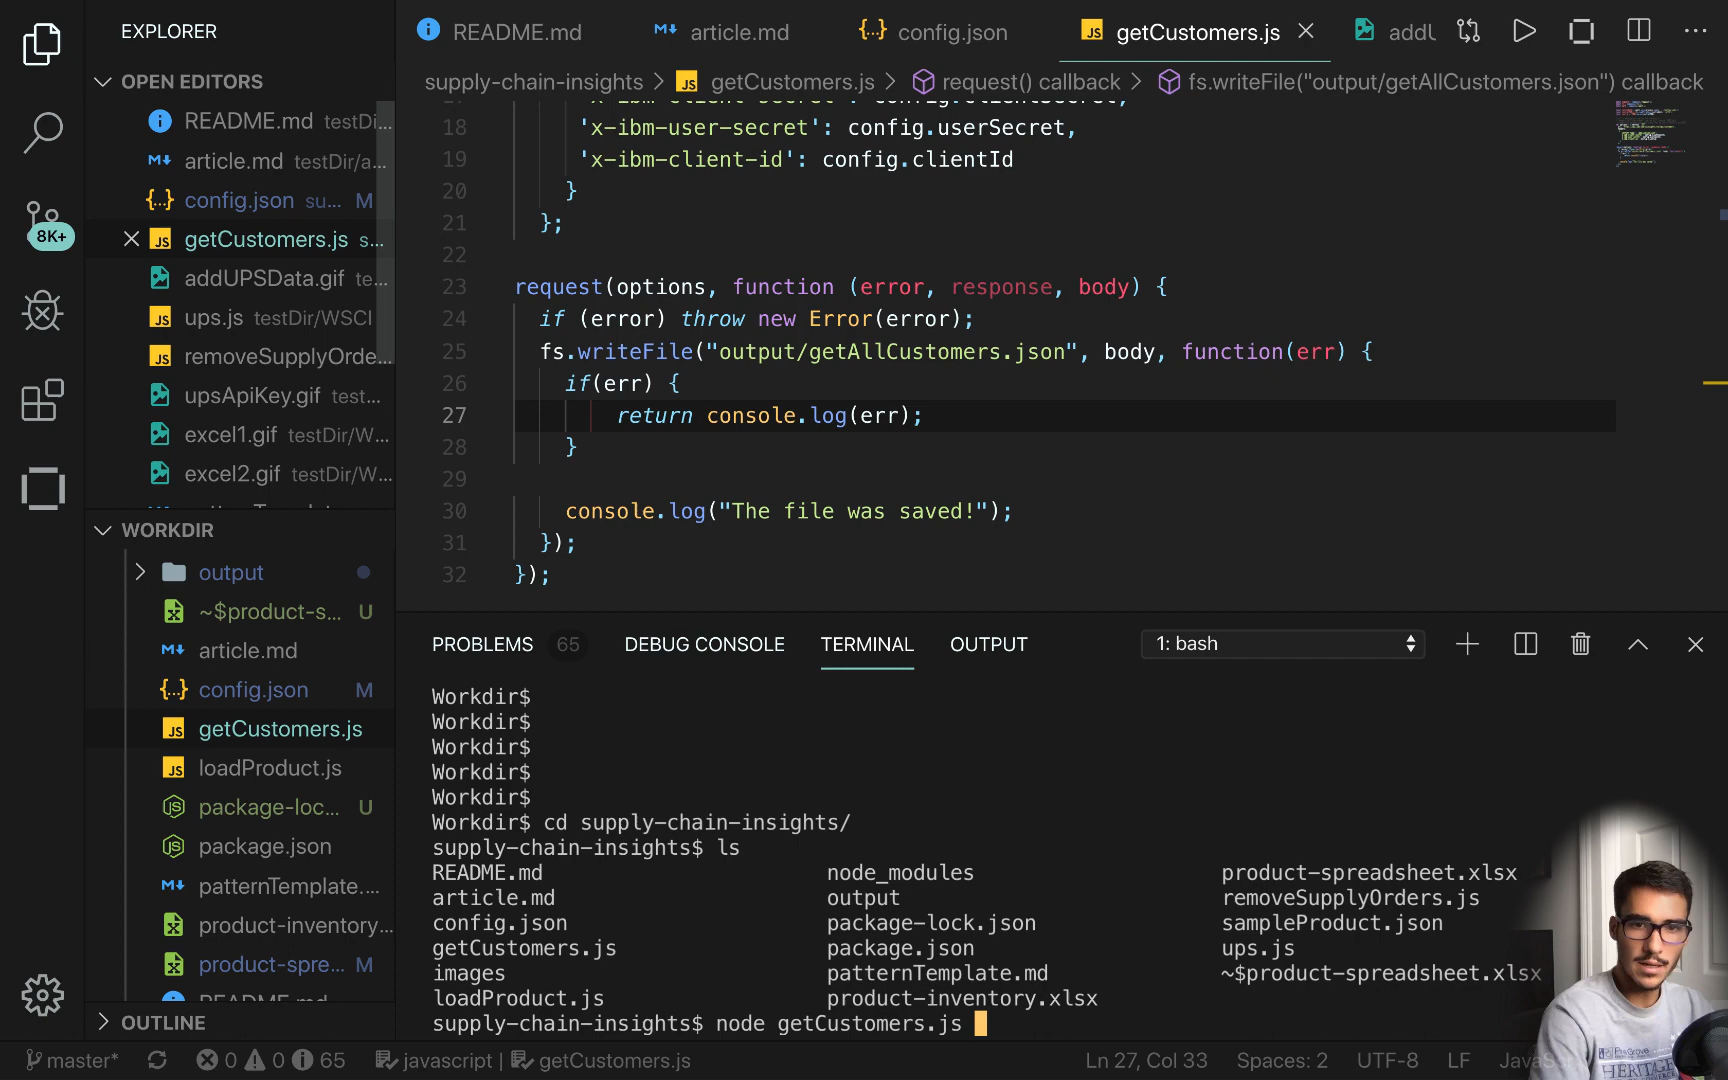 EXPLORER
README.md
article.md
config.json
getCustomers.js
addU
OPEN EDITORS
supply-chain-insights > getCustomers.js > request() callback > fs.writeFile("output/getAllCustomers.json") callback
README.md testDi...
article.md testDir/a...
config.json su... M
getCustomers.js s...
addUPSData.gif te...
ups.js testDir/WSCI
removeSupplyOrde...
upsApiKey.gif test...
excel1.gif testDir/W...
excel2.gif testDir/W...
8K+
WORKDIR
output
~$product-s... U
article.md
config.json M
getCustomers.js
loadProduct.js
package-loc... U
package.json
patternTemplate....
product-inventory...
product-spre... M
README.md
OUTLINE
'x-ibm-client-secret': config.clientSecret,
18 'x-ibm-user-secret': config.userSecret,
19 'x-ibm-client-id': config.clientId
20 }
21 };
22
23 request(options, function (error, response, body) {
24 if (error) throw new Error(error);
25 fs.writeFile("output/getAllCustomers.json", body, function(err) {
26 if(err) {
27 return console.log(err);
28 }
29
30 console.log("The file was saved!");
31 });
32 });
PROBLEMS 65 DEBUG CONSOLE TERMINAL OUTPUT 1: bash
Workdir$
Workdir$
Workdir$
Workdir$
Workdir$
Workdir$ cd supply-chain-insights/
supply-chain-insights$ ls
README.md node_modules product-spreadsheet.xlsx
article.md output removeSupplyOrders.js
config.json package-lock.json sampleProduct.json
getCustomers.js package.json ups.js
images patternTemplate.md ~$product-spreadsheet.xlsx
loadProduct.js product-inventory.xlsx
supply-chain-insights$ node getCustomers.js
master* 0 0 65 javascript | getCustomers.js Ln 27, Col 33 Spaces: 2 UTF-8 LF
HERITAGE